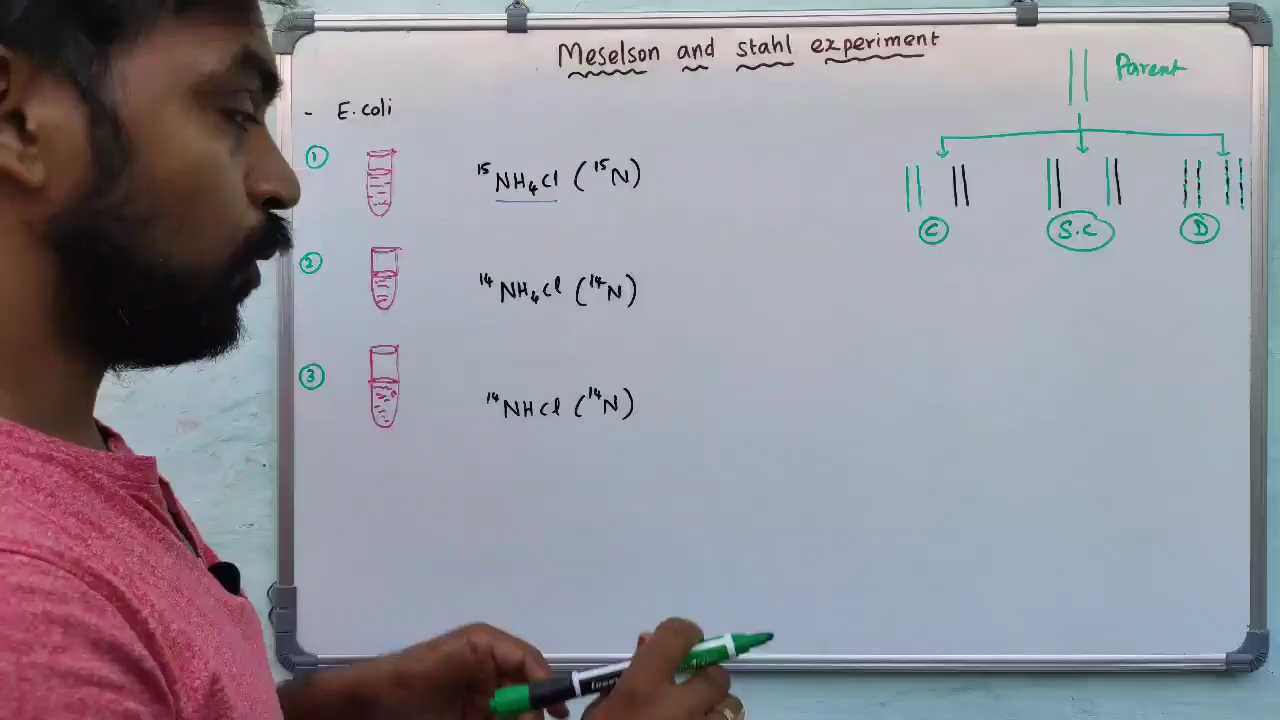 Meselson and stahl experiment
Parent
- E.coli
① ¹⁵NH₄Cl (¹⁵N)
C S.C D
② ¹⁴NH₄Cl (¹⁴N)
③ ¹⁴NHCl (¹⁴N)